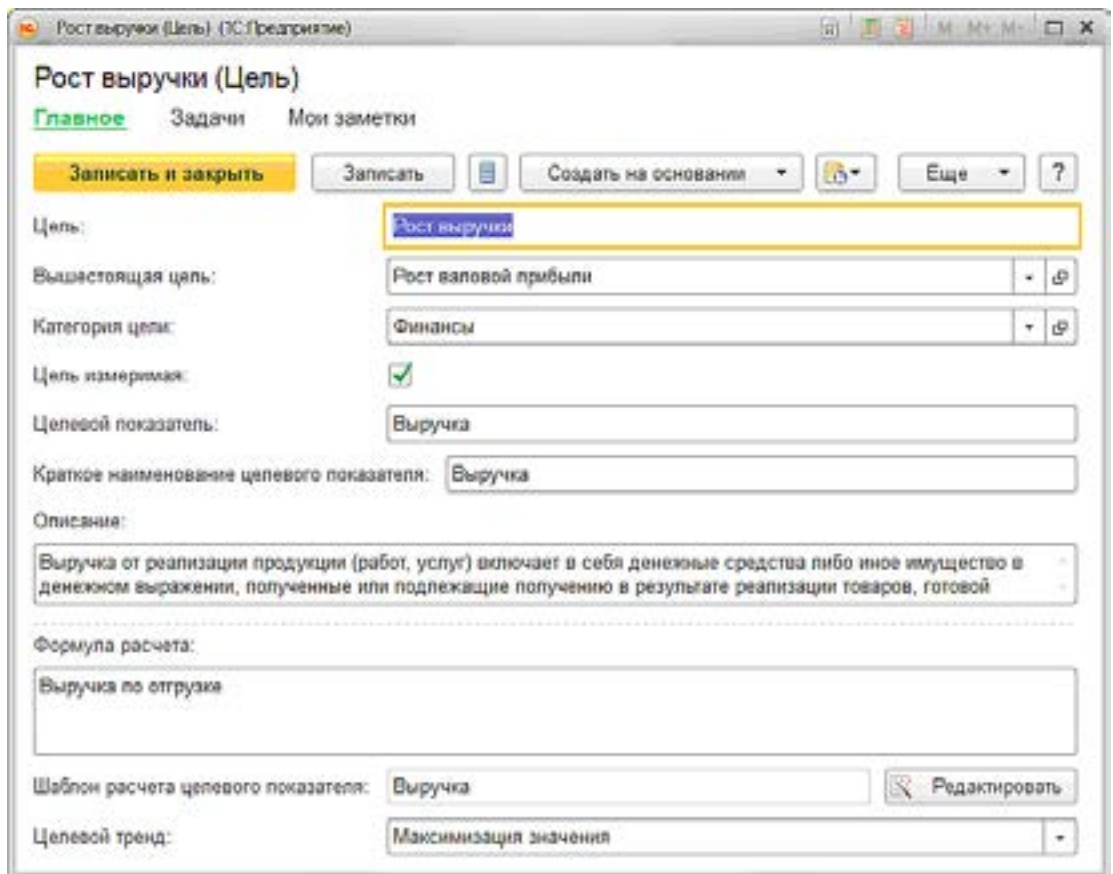 Рост выручки (Цель) (1С:Предприятие)
M M+ M-
Рост выручки (Цель)
Главное Задачи Мои заметки
Записать и закрыть Записать Создать на основании Еще ?
Цель: Рост выручки
Вышестоящая цель: Рост валовой прибыли
Категория цели: Финансы
Цель измеримая:
Целевой показатель: Выручка
Краткое наименование целевого показателя: Выручка
Описание:
Выручка от реализации продукции (работ, услуг) включает в себя денежные средства либо иное имущество в
денежном выражении, полученные или подлежащие получению в результате реализации товаров, готовой
Формула расчета:
Выручка по отгрузке
Шаблон расчета целевого показателя: Выручка Редактировать
Целевой тренд: Максимизация значения